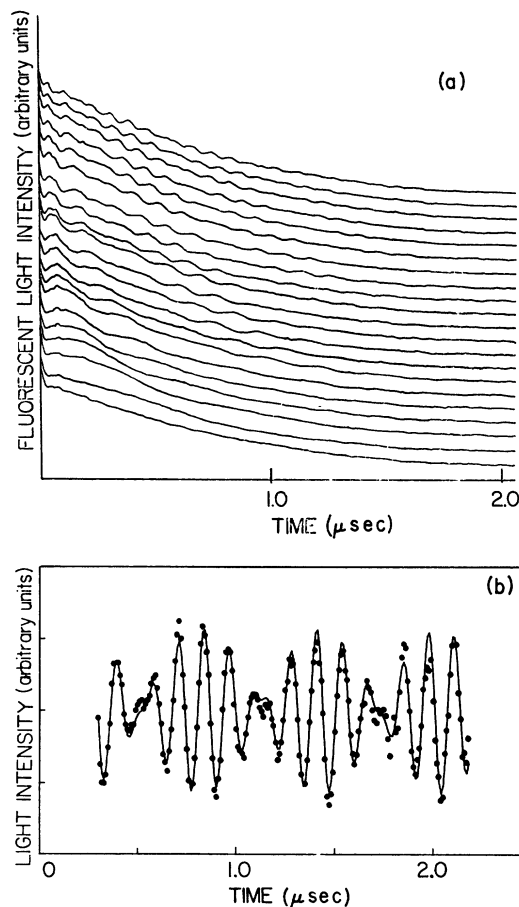 (a)
FLUORESCENT LIGHT INTENSITY (arbitrary units)
1.0
2.0
TIME (μsec)
(b)
LIGHT INTENSITY (arbitrary units)
0
1.0
2.0
TIME (μsec)